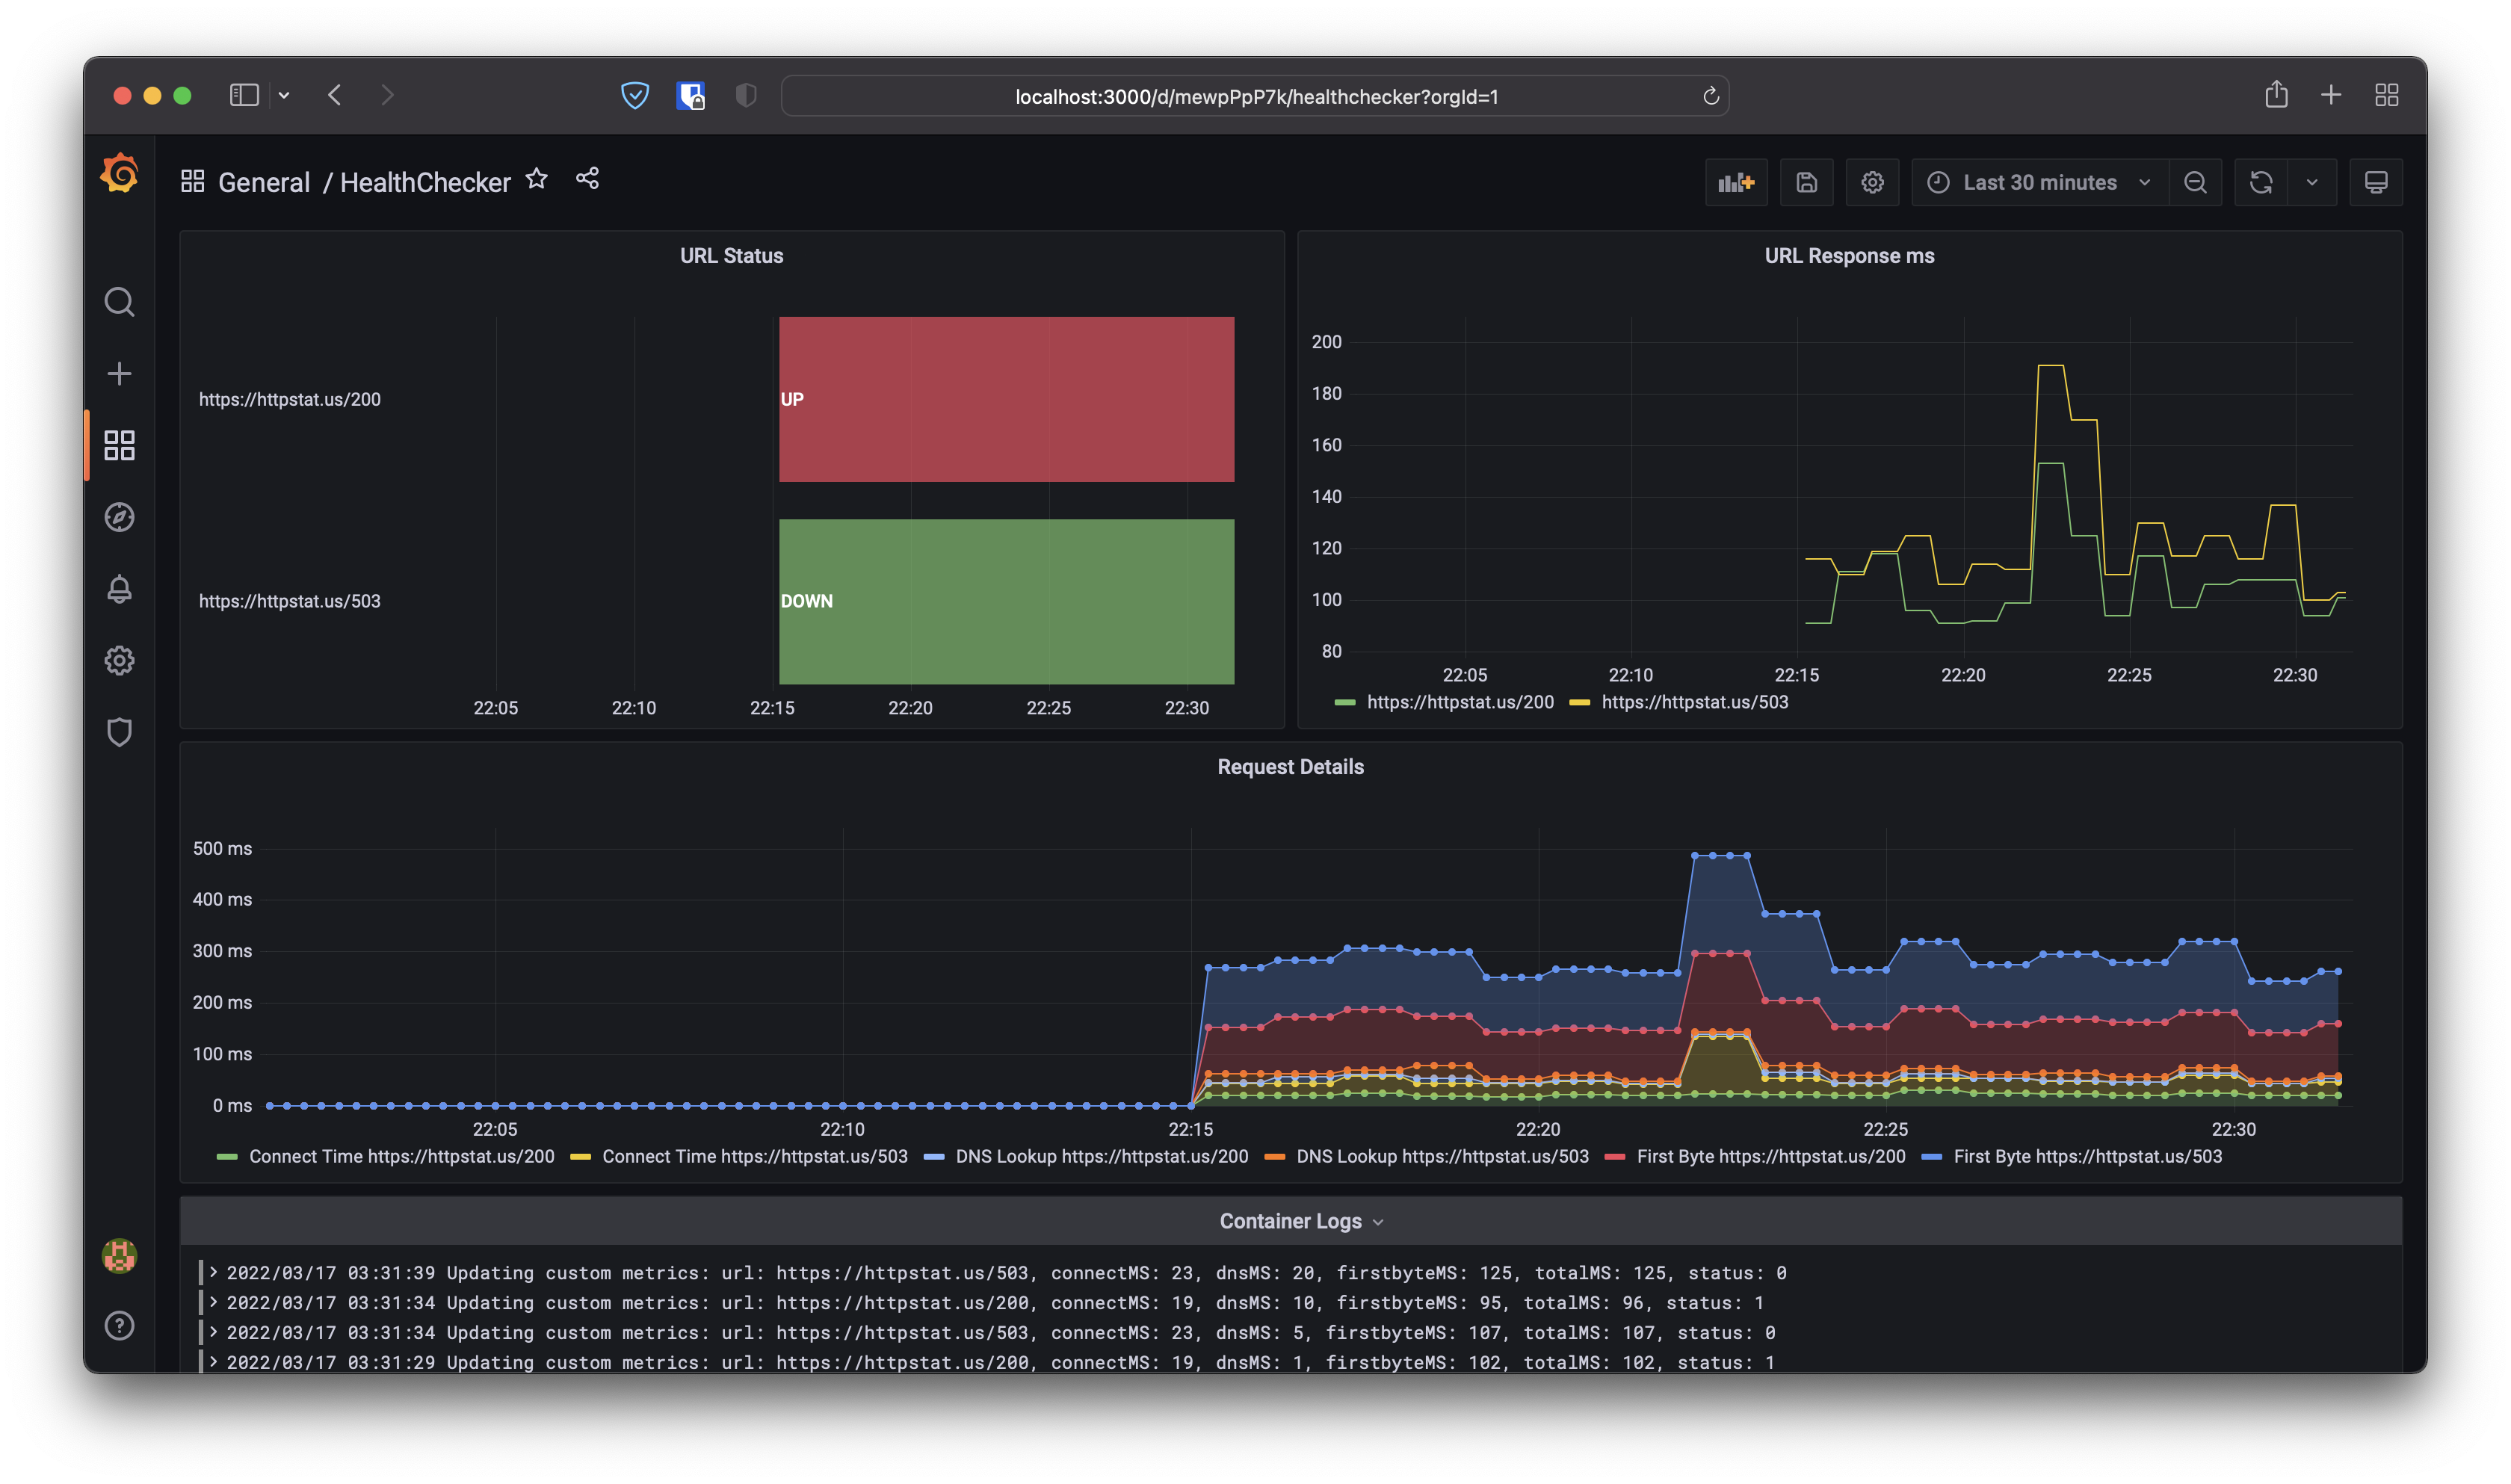 localhost:3000/d/mewpPpP7k/healthchecker?orgId=1
General / HealthChecker
Last 30 minutes
URL Status
https://httpstat.us/200
UP
https://httpstat.us/503
DOWN
22:05 22:10 22:15 22:20 22:25 22:30
URL Response ms
200
180
160
140
120
100
80
22:05 22:10 22:15 22:20 22:25 22:30
https://httpstat.us/200 https://httpstat.us/503
Request Details
500 ms
400 ms
300 ms
200 ms
100 ms
0 ms
22:05 22:10 22:15 22:20 22:25 22:30
Connect Time https://httpstat.us/200 Connect Time https://httpstat.us/503 DNS Lookup https://httpstat.us/200 DNS Lookup https://httpstat.us/503 First Byte https://httpstat.us/200 First Byte https://httpstat.us/503
Container Logs
2022/03/17 03:31:39 Updating custom metrics: url: https://httpstat.us/503, connectMS: 23, dnsMS: 20, firstbyteMS: 125, totalMS: 125, status: 0
2022/03/17 03:31:34 Updating custom metrics: url: https://httpstat.us/200, connectMS: 19, dnsMS: 10, firstbyteMS: 95, totalMS: 96, status: 1
2022/03/17 03:31:34 Updating custom metrics: url: https://httpstat.us/503, connectMS: 23, dnsMS: 5, firstbyteMS: 107, totalMS: 107, status: 0
2022/03/17 03:31:29 Updating custom metrics: url: https://httpstat.us/200, connectMS: 19, dnsMS: 1, firstbyteMS: 102, totalMS: 102, status: 1